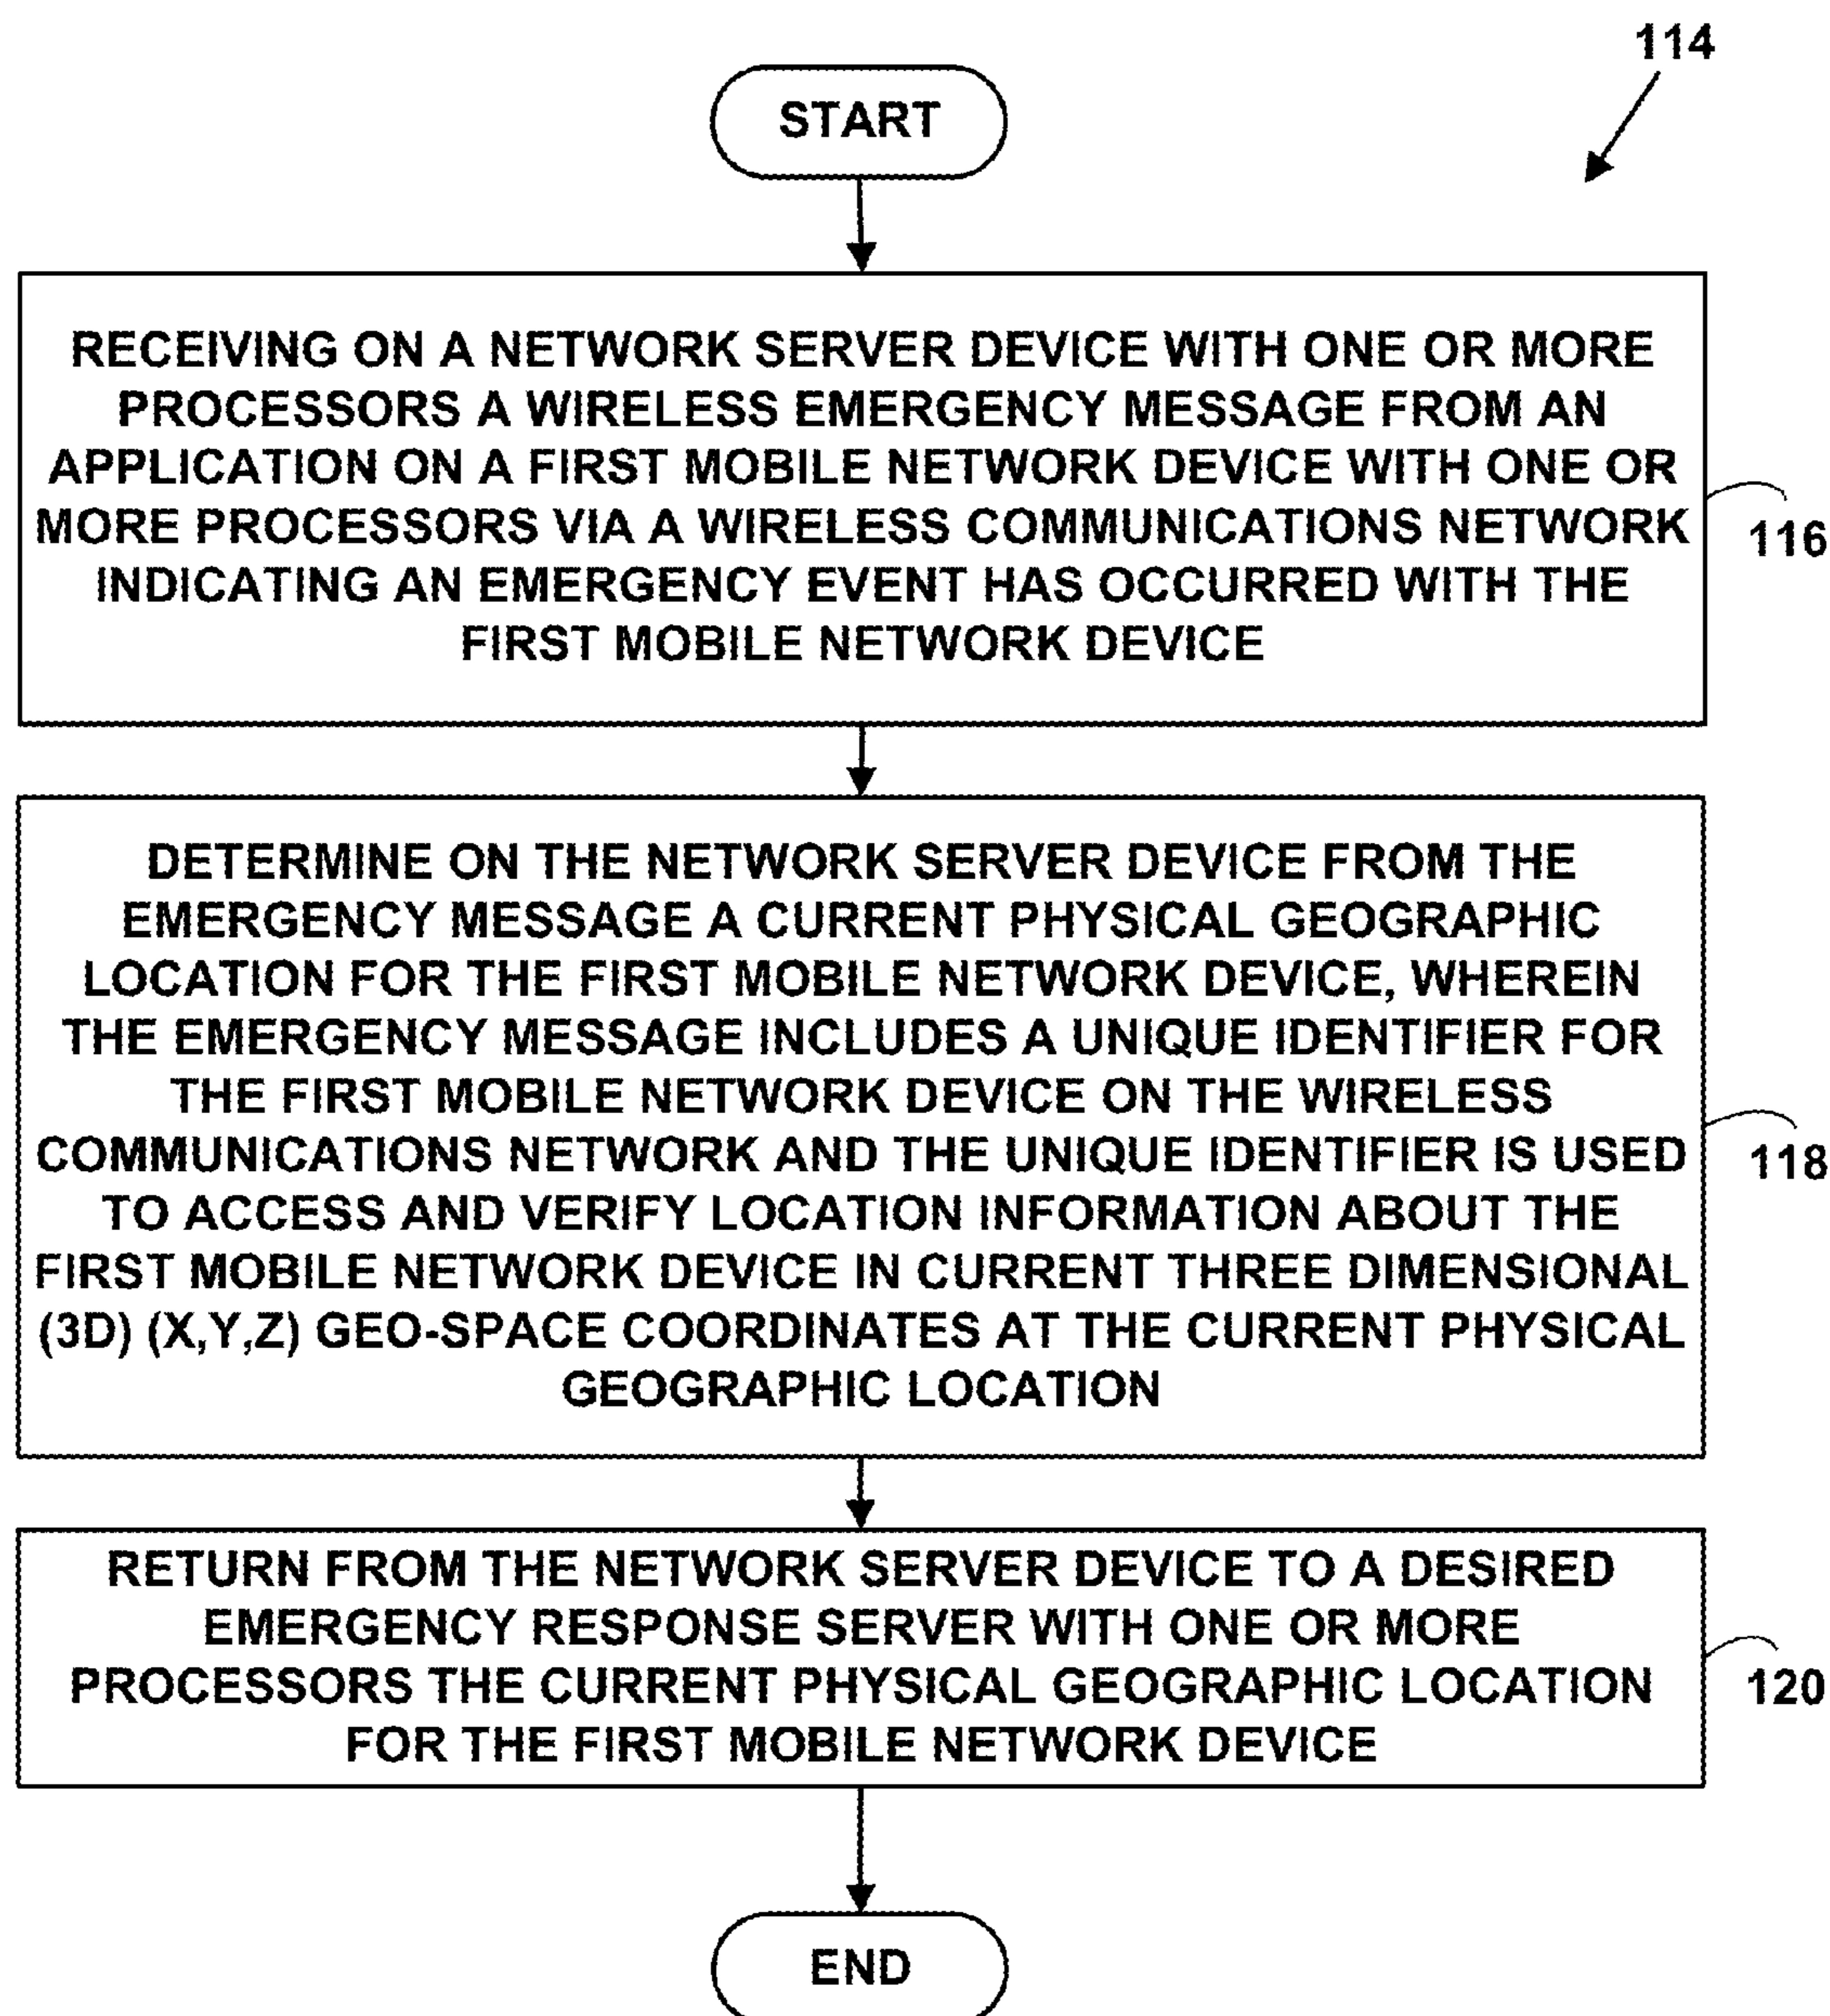 114
START
RECEIVING ON A NETWORK SERVER DEVICE WITH ONE OR MORE
PROCESSORS A WIRELESS EMERGENCY MESSAGE FROM AN
APPLICATION ON A FIRST MOBILE NETWORK DEVICE WITH ONE OR
MORE PROCESSORS VIA A WIRELESS COMMUNICATIONS NETWORK
INDICATING AN EMERGENCY EVENT HAS OCCURRED WITH THE
FIRST MOBILE NETWORK DEVICE
116
DETERMINE ON THE NETWORK SERVER DEVICE FROM THE
EMERGENCY MESSAGE A CURRENT PHYSICAL GEOGRAPHIC
LOCATION FOR THE FIRST MOBILE NETWORK DEVICE, WHEREIN
THE EMERGENCY MESSAGE INCLUDES A UNIQUE IDENTIFIER FOR
THE FIRST MOBILE NETWORK DEVICE ON THE WIRELESS
COMMUNICATIONS NETWORK AND THE UNIQUE IDENTIFIER IS USED
TO ACCESS AND VERIFY LOCATION INFORMATION ABOUT THE
FIRST MOBILE NETWORK DEVICE IN CURRENT THREE DIMENSIONAL
(3D) (X,Y,Z) GEO-SPACE COORDINATES AT THE CURRENT PHYSICAL
GEOGRAPHIC LOCATION
118
RETURN FROM THE NETWORK SERVER DEVICE TO A DESIRED
EMERGENCY RESPONSE SERVER WITH ONE OR MORE
PROCESSORS THE CURRENT PHYSICAL GEOGRAPHIC LOCATION
FOR THE FIRST MOBILE NETWORK DEVICE
120
END